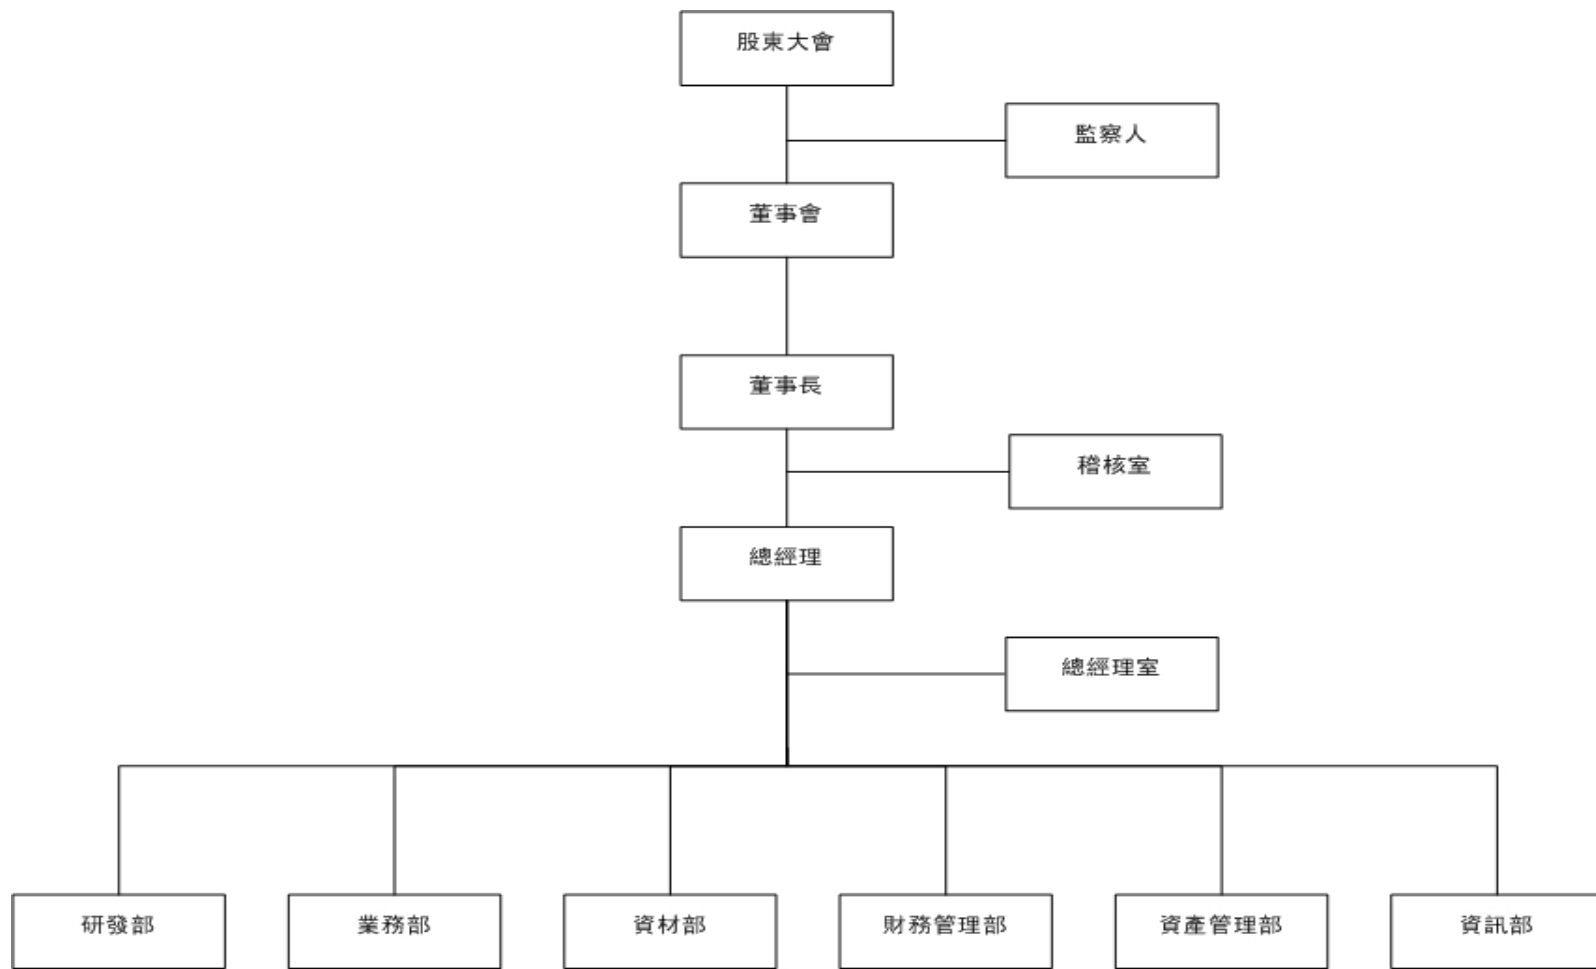 股東大會
監察人
董事會
董事長
稽核室
總經理
總經理室
研發部
業務部
資材部
財務管理部
資產管理部
資訊部